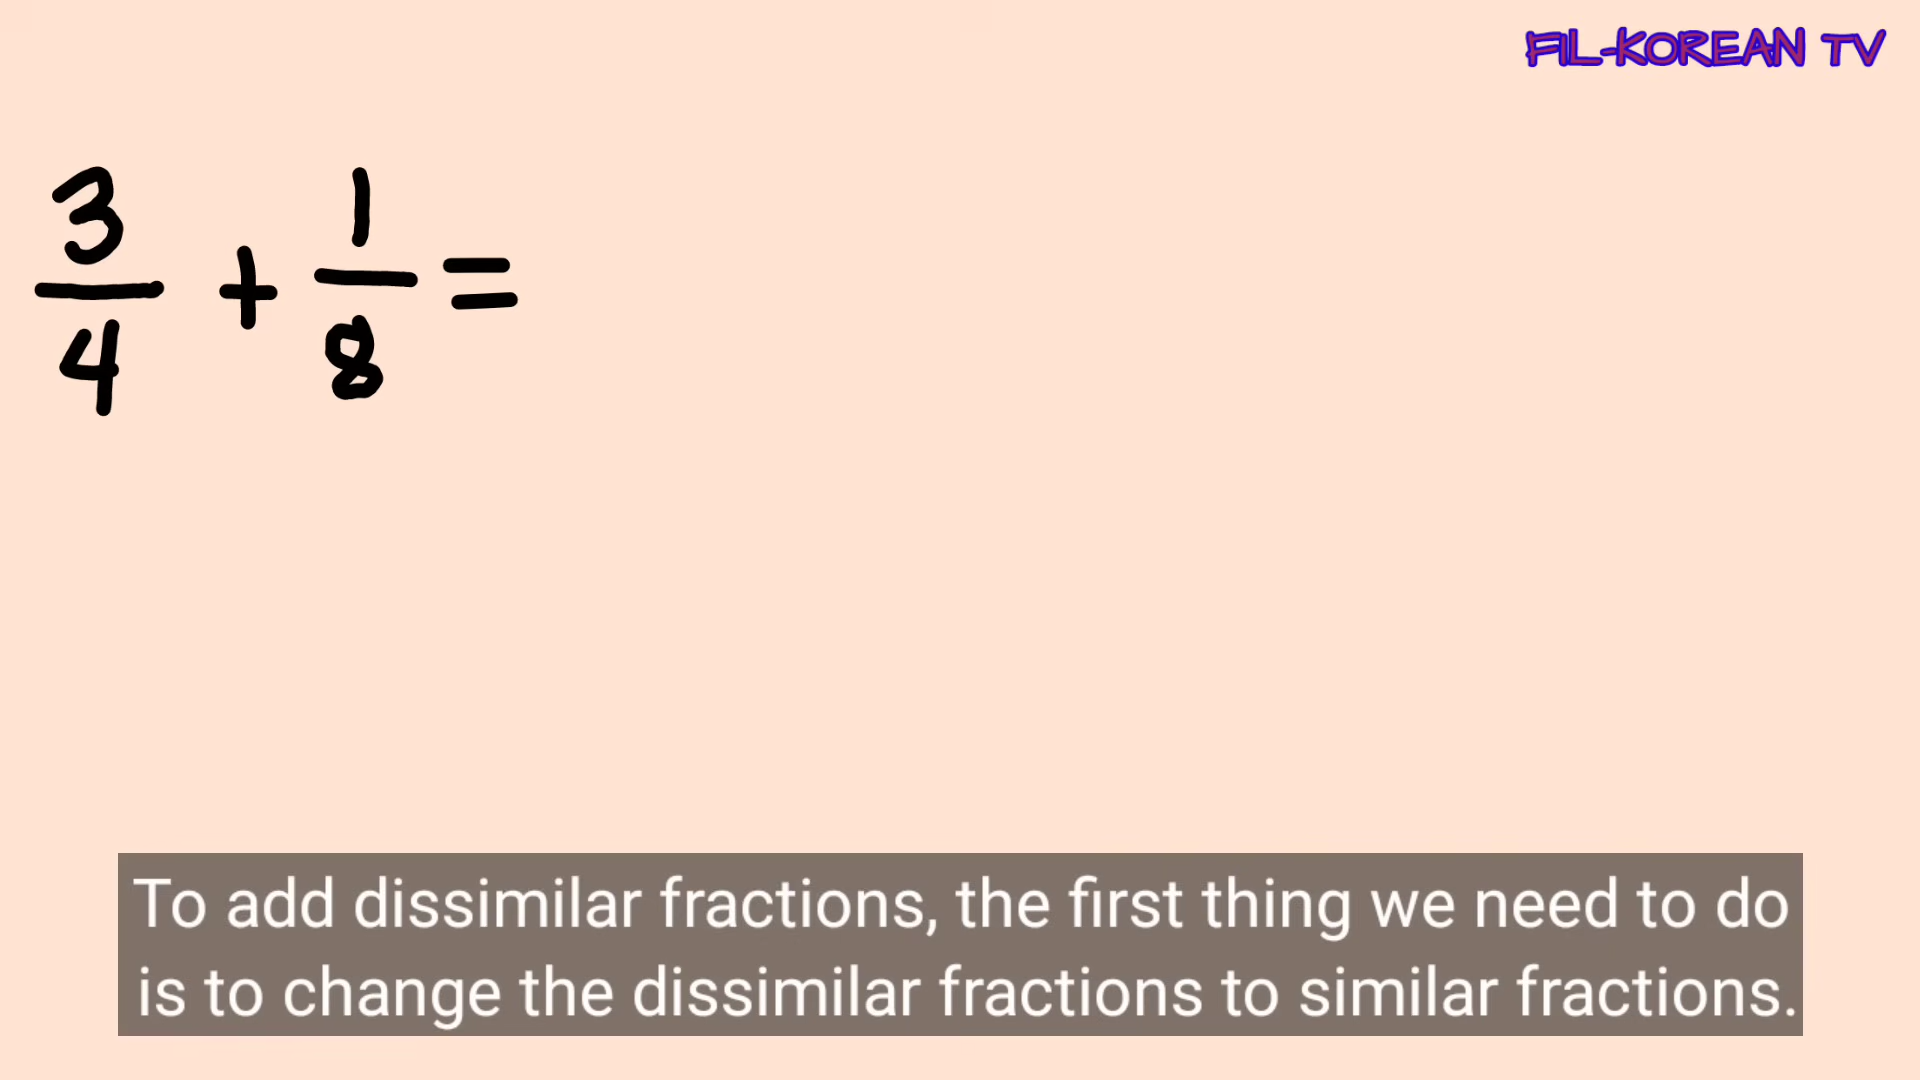 FIL-KOREAN TV
3/4 + 1/8 =
To add dissimilar fractions, the first thing we need to do
is to change the dissimilar fractions to similar fractions.